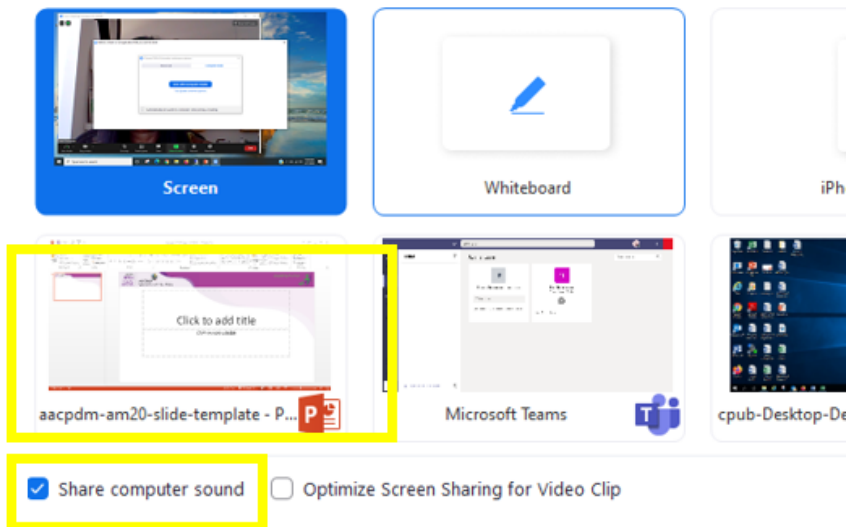 Screen
Whiteboard
iPh
Click to add title
aacpdm-am20-slide-template - P...
Microsoft Teams
cpub-Desktop-De
Share computer sound
Optimize Screen Sharing for Video Clip